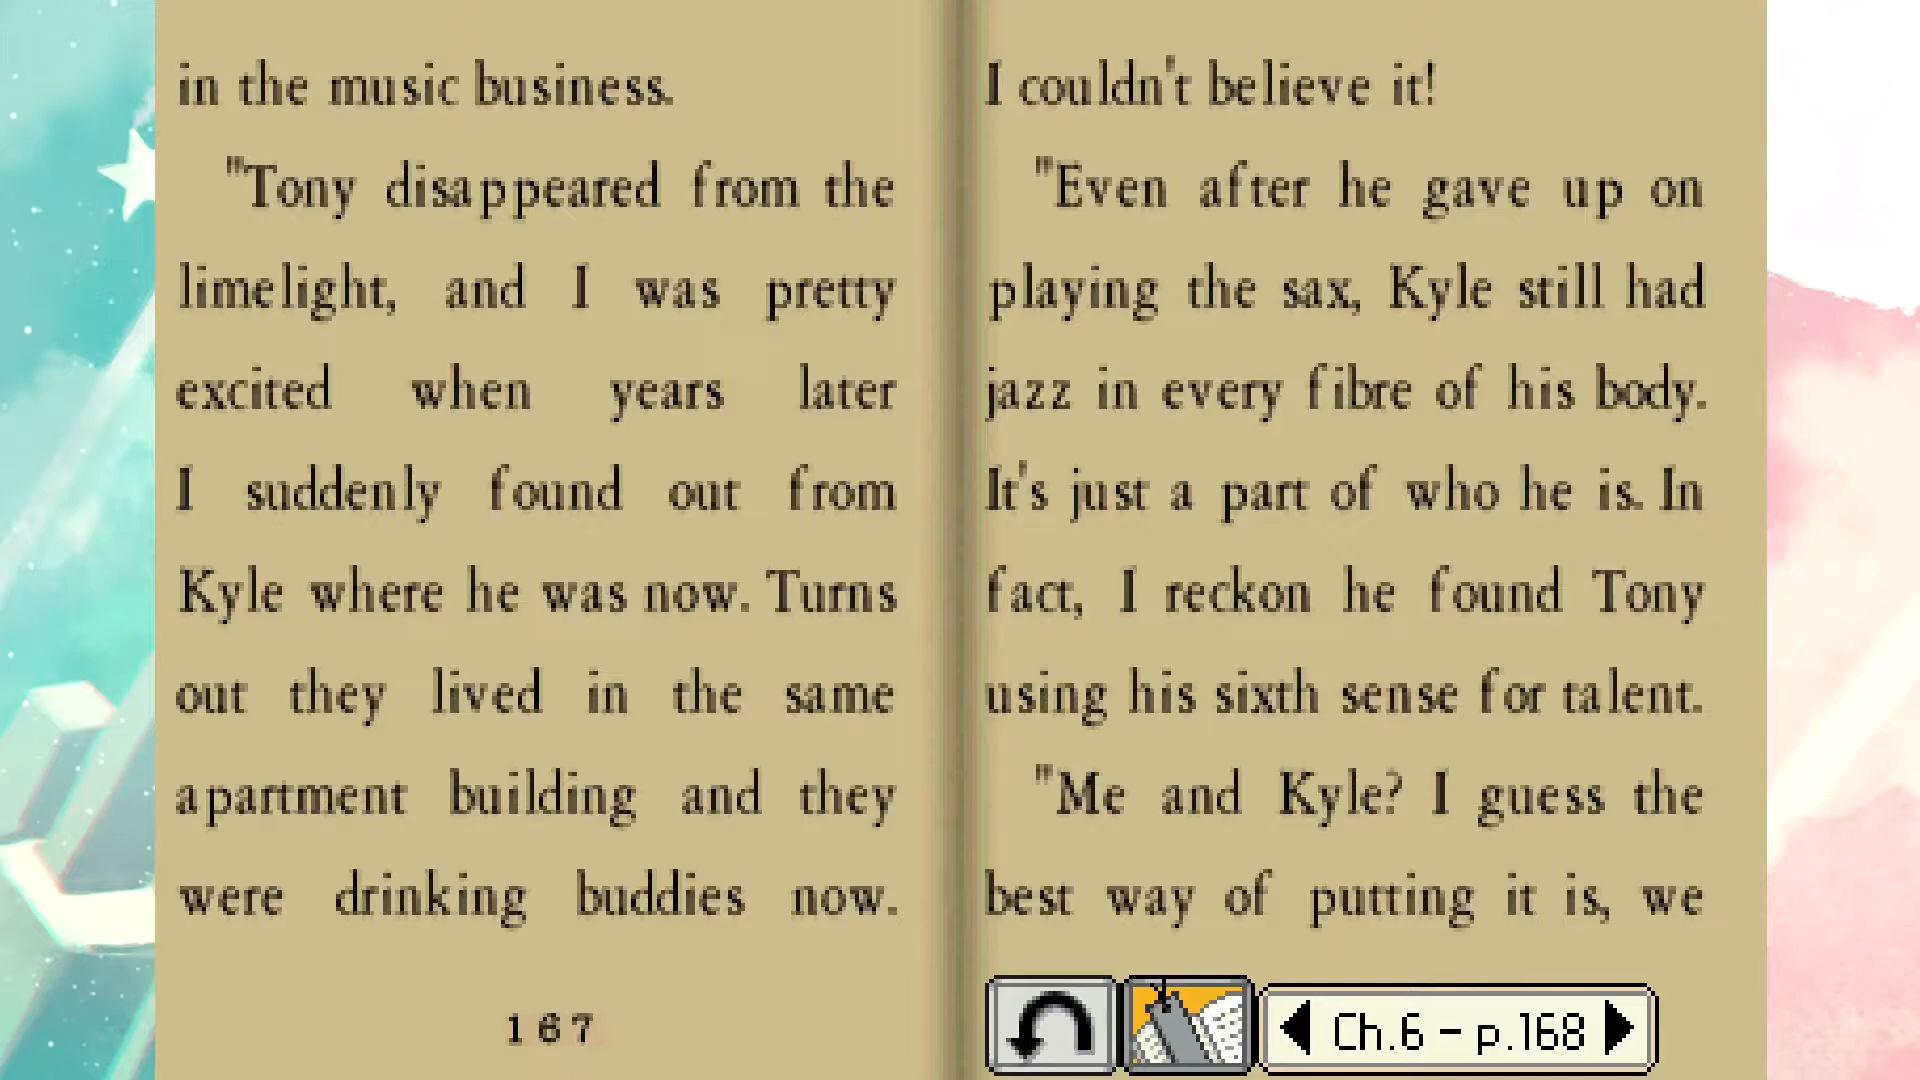 in the music business.
"Tony disappeared from the
limelight, and I was pretty
excited when years later
I suddenly found out from
Kyle where he was now. Turns
out they lived in the same
apartment building and they
were drinking buddies now.
167
I couldn't believe it!
"Even after he gave up on
playing the sax, Kyle still had
jazz in every fibre of his body.
It's just a part of who he is. In
fact, I reckon he found Tony
using his sixth sense for talent.
"Me and Kyle? I guess the
best way of putting it is, we
Ch.6 - p.168